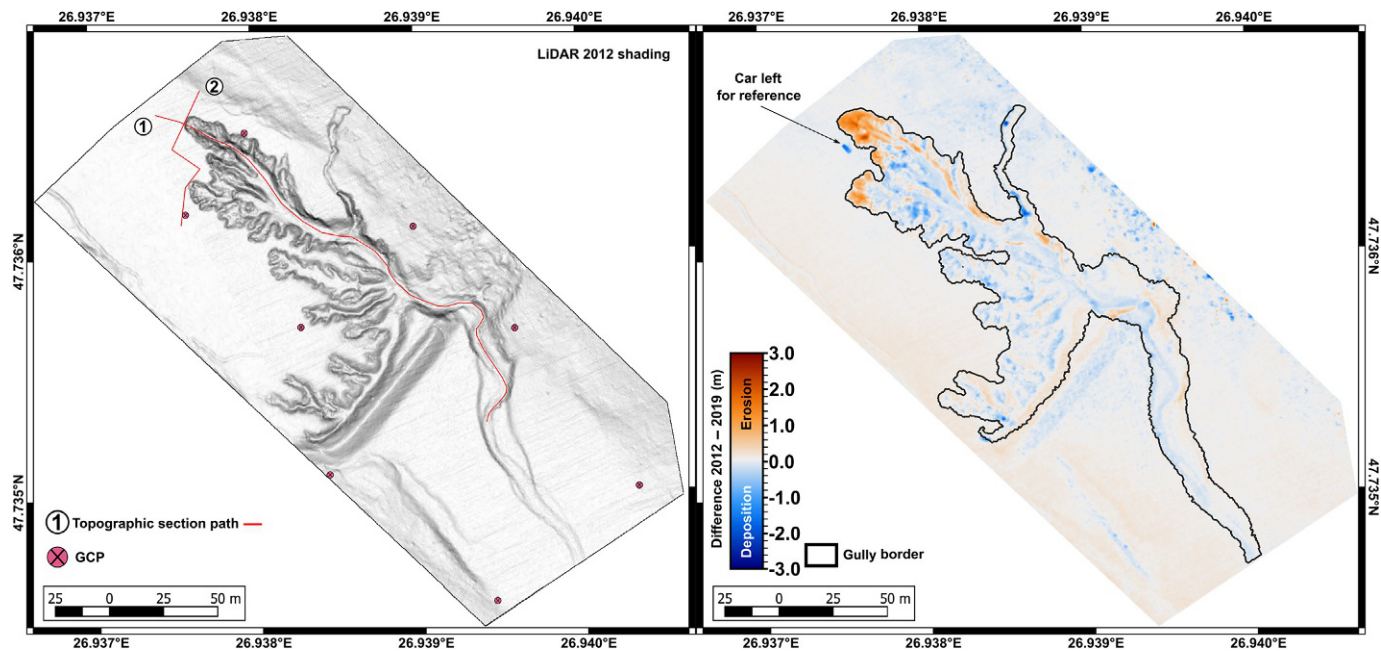 26.937°E 26.938°E 26.939°E 26.940°E
26.937°E 26.938°E 26.939°E 26.940°E
LiDAR 2012 shading
2
1
Car left
for reference
47.736°N
47.736°N
47.735°N
47.735°N
1 Topographic section path
GCP
25 0 25 50 m
Difference 2012 – 2019 (m)
Erosion
Deposition
3.0
2.0
1.0
0.0
-1.0
-2.0
-3.0
Gully border
25 0 25 50 m
26.937°E 26.938°E 26.939°E 26.940°E
26.937°E 26.938°E 26.939°E 26.940°E